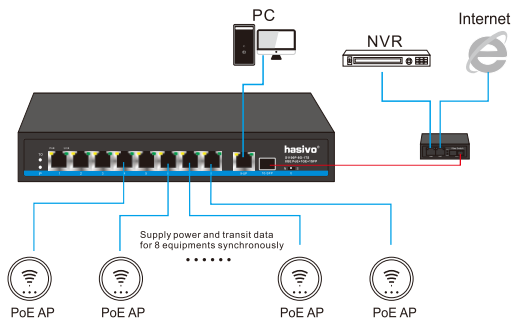 PC
Internet
NVR
hasivo
Supply power and transit data
for 8 equipments synchronously
PoE AP
PoE AP
PoE AP
PoE AP